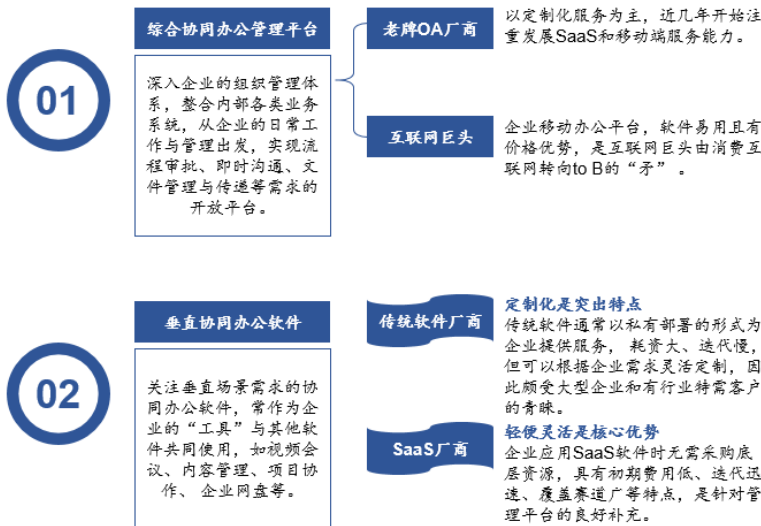 01
综合协同办公管理平台
深入企业的组织管理体
系，整合内部各类业务
系统，从企业的日常工
作与管理出发，实现流
程审批、即时沟通、文
件管理与传递等需求的
开放平台。
老牌OA厂商
以定制化服务为主，近几年开始注
重发展SaaS和移动端服务能力。
互联网巨头
企业移动办公平台，软件易用且有
价格优势，是互联网巨头由消费互
联网转向to B的“矛” 。
02
垂直协同办公软件
关注垂直场景需求的协
同办公软件，常作为企
业的“工具”与其他软
件共同使用，如视频会
议、内容管理、项目协
作、 企业网盘等。
传统软件厂商
定制化是突出特点
传统软件通常以私有部署的形式为
企业提供服务， 耗资大、迭代慢，
但可以根据企业需求灵活定制，因
此颇受大型企业和有行业特需客户
的青睐。
SaaS厂商
轻便灵活是核心优势
企业应用SaaS软件时无需采购底
层资源，具有初期费用低、迭代迅
速、覆盖赛道广等特点，是针对管
理平台的良好补充。